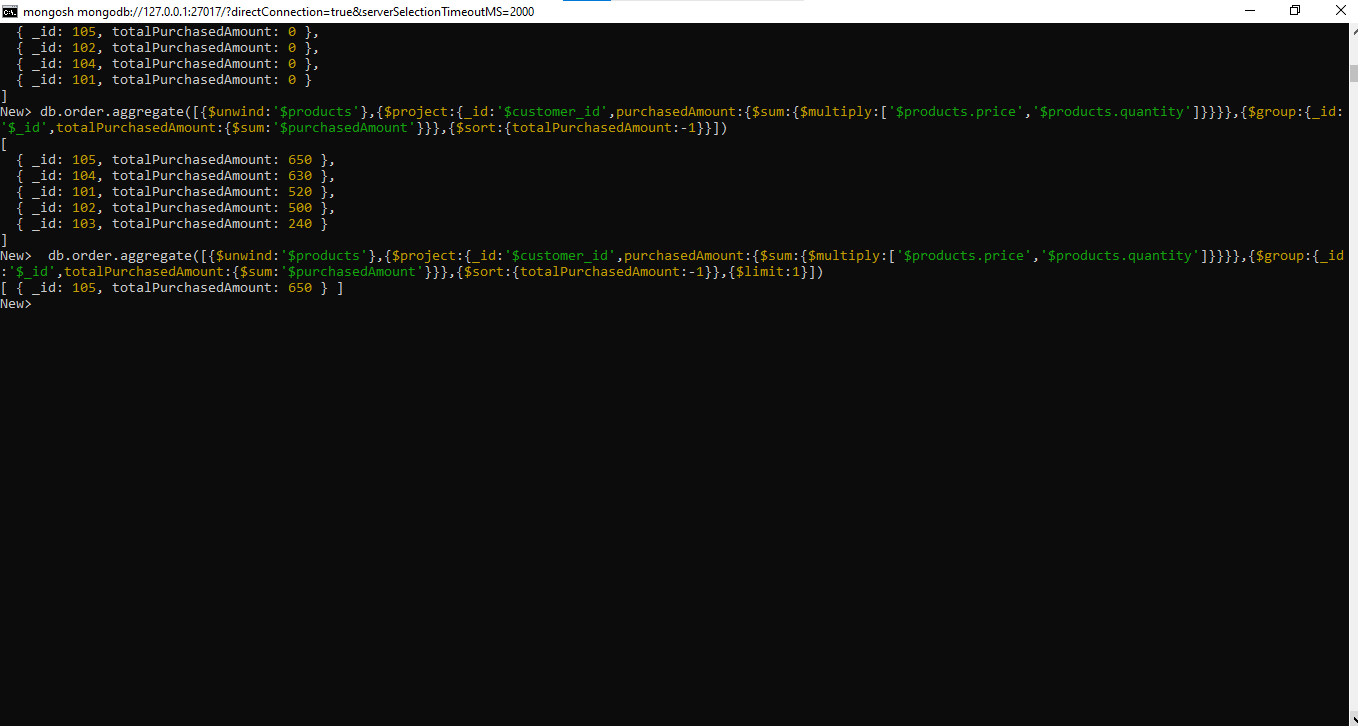 mongosh mongodb://127.0.0.1:27017/?directConnection=true&serverSelectionTimeoutMS=2000
  { _id: 105, totalPurchasedAmount: 0 },
  { _id: 102, totalPurchasedAmount: 0 },
  { _id: 104, totalPurchasedAmount: 0 },
  { _id: 101, totalPurchasedAmount: 0 }
]
New> db.order.aggregate([{$unwind:'$products'},{$project:{_id:'$customer_id',purchasedAmount:{$sum:{$multiply:['$products.price','$products.quantity']}}}},{$group:{_id:
'$_id',totalPurchasedAmount:{$sum:'$purchasedAmount'}}},{$sort:{totalPurchasedAmount:-1}}])
[
  { _id: 105, totalPurchasedAmount: 650 },
  { _id: 104, totalPurchasedAmount: 630 },
  { _id: 101, totalPurchasedAmount: 520 },
  { _id: 102, totalPurchasedAmount: 500 },
  { _id: 103, totalPurchasedAmount: 240 }
]
New>  db.order.aggregate([{$unwind:'$products'},{$project:{_id:'$customer_id',purchasedAmount:{$sum:{$multiply:['$products.price','$products.quantity']}}}},{$group:{_id
:'$_id',totalPurchasedAmount:{$sum:'$purchasedAmount'}}},{$sort:{totalPurchasedAmount:-1}},{$limit:1}])
[ { _id: 105, totalPurchasedAmount: 650 } ]
New>